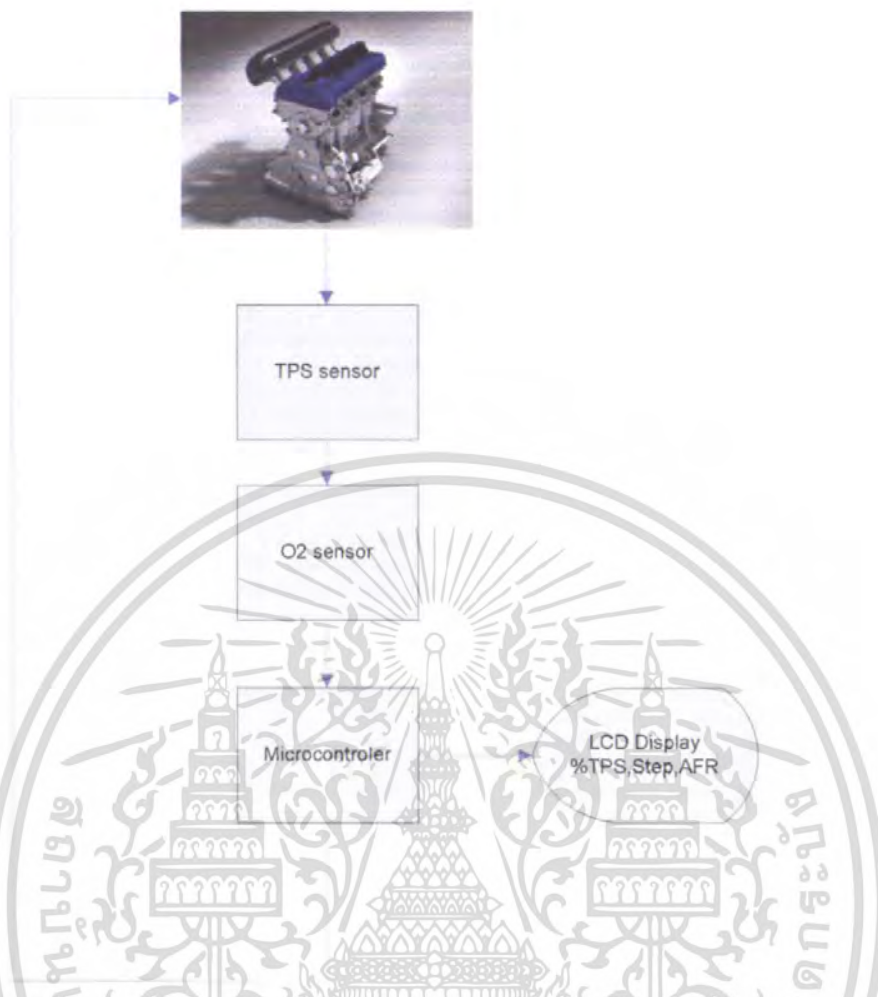 TPS sensor
O2 sensor
Microcontroler
LCD Display
%TPS,Step,AFR